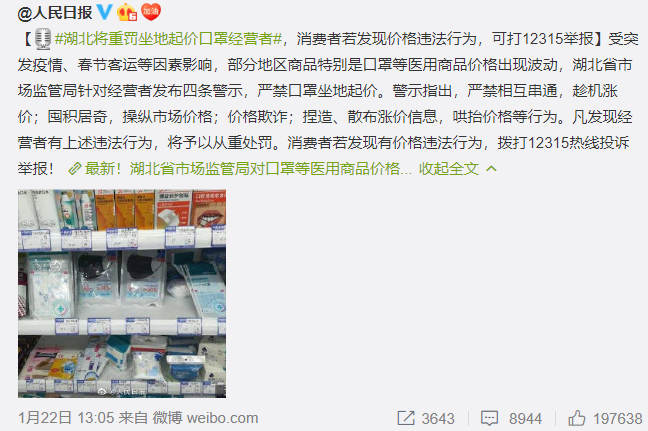 @人民日报 加油
【#湖北将重罚坐地起价口罩经营者#，消费者若发现价格违法行为，可打12315举报】受突
发疫情、春节客运等因素影响，部分地区商品特别是口罩等医用商品价格出现波动，湖北省市
场监管局针对经营者发布四条警示，严禁口罩坐地起价。警示指出，严禁相互串通，趁机涨
价；囤积居奇，操纵市场价格；价格欺诈；捏造、散布涨价信息，哄抬价格等行为。凡发现经
营者有上述违法行为，将予以从重处罚。消费者若发现有价格违法行为，拨打12315热线投诉
举报！ 最新！湖北省市场监管局对口罩等医用商品价格... 收起全文
@人民日报
1月22日 13:05 来自 微博 weibo.com 3643 8944 197638